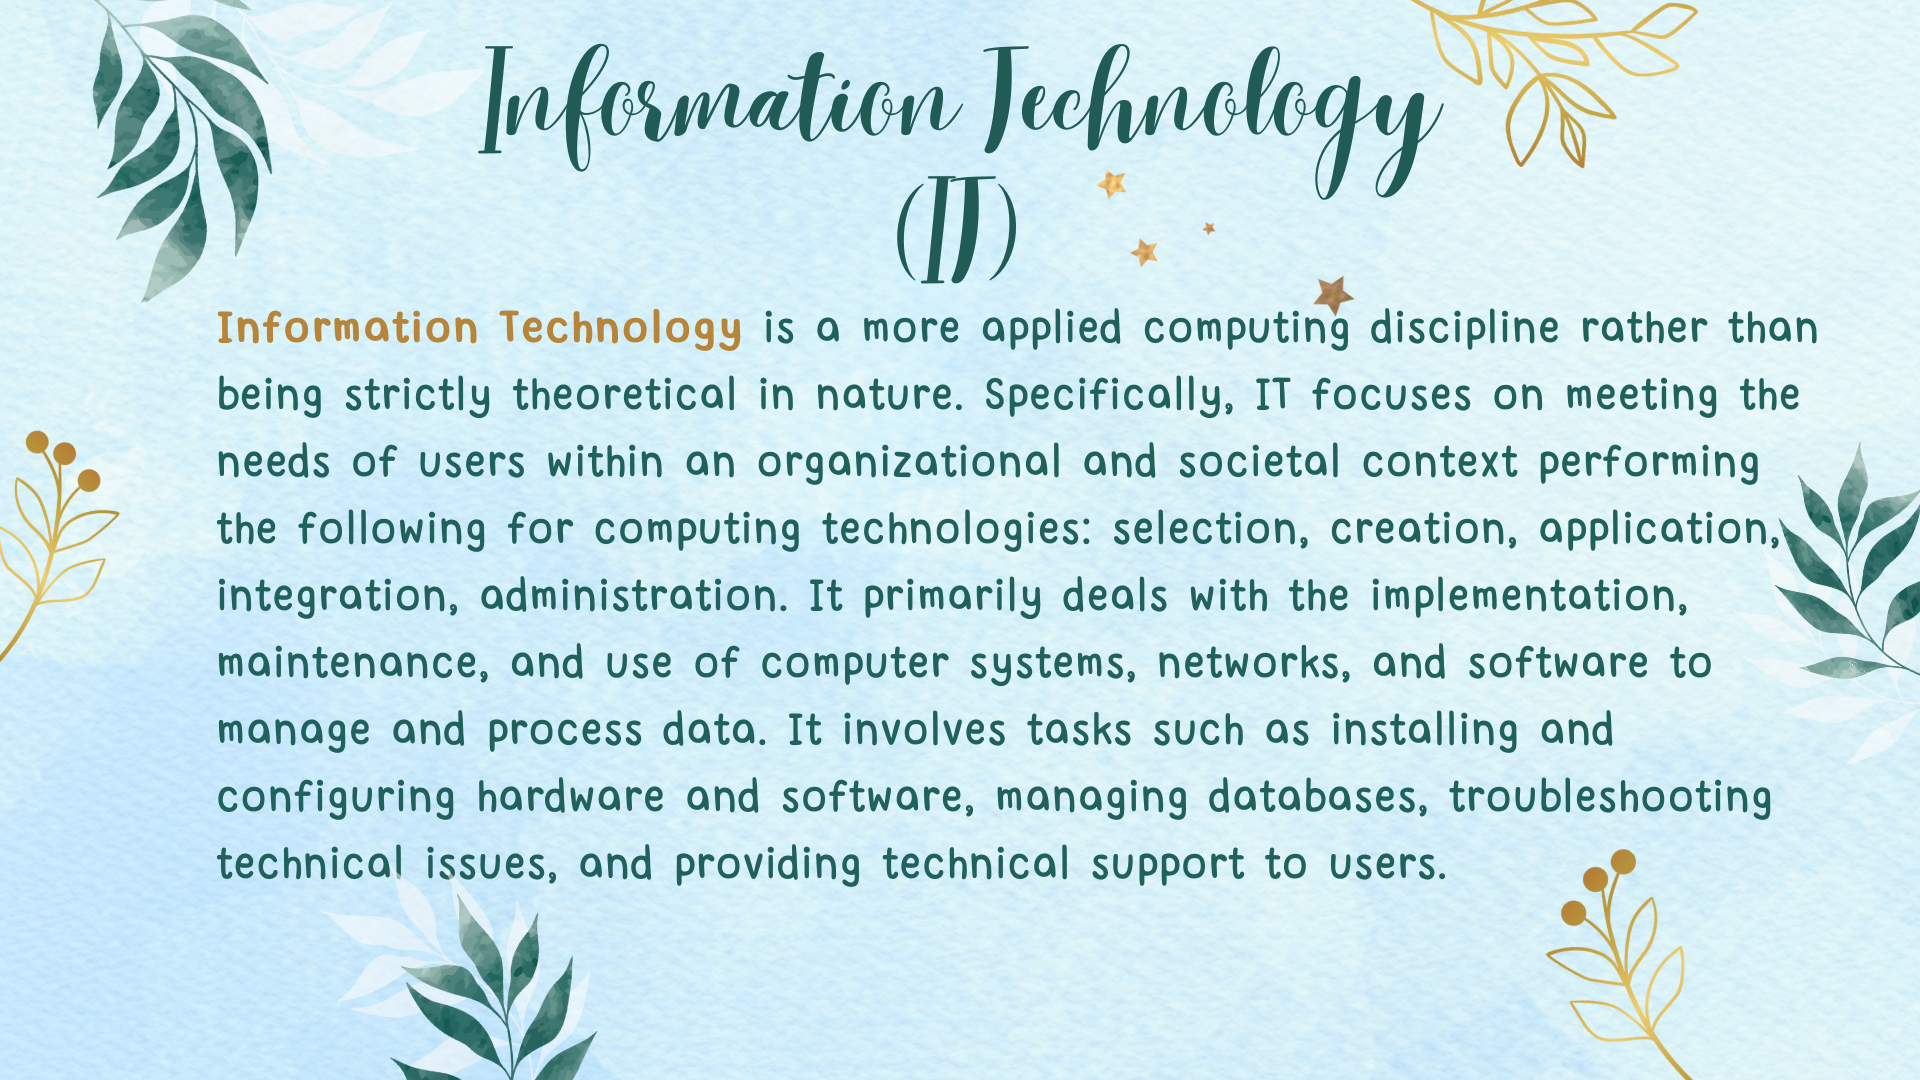 Information Technology
(IT)
Information Technology is a more applied computing discipline rather than
being strictly theoretical in nature. Specifically, IT focuses on meeting the
needs of users within an organizational and societal context performing
the following for computing technologies: selection, creation, application,
integration, administration. It primarily deals with the implementation,
maintenance, and use of computer systems, networks, and software to
manage and process data. It involves tasks such as installing and
configuring hardware and software, managing databases, troubleshooting
technical issues, and providing technical support to users.